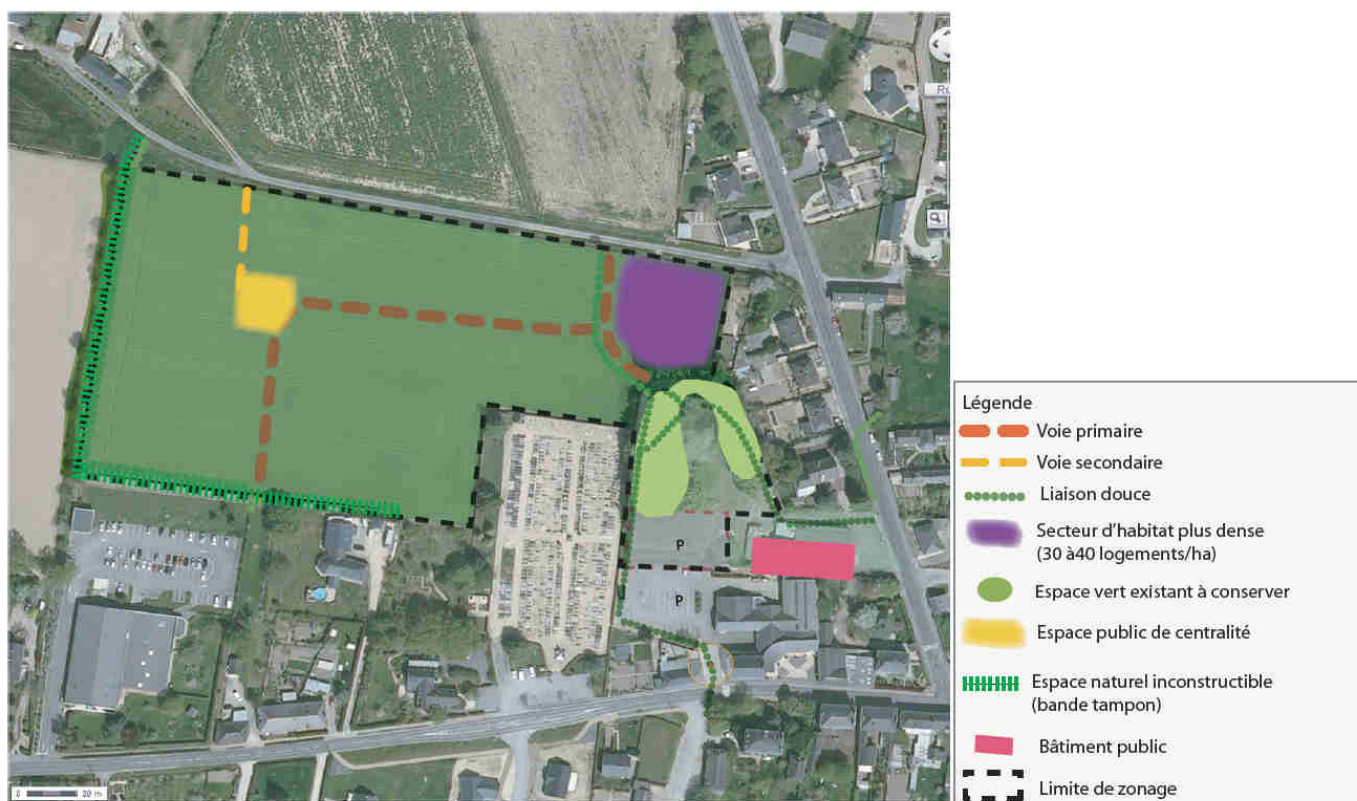 P
P
Légende
Voie primaire
Voie secondaire
Liaison douce
Secteur d'habitat plus dense
(30 à40 logements/ha)
Espace vert existant à conserver
Espace public de centralité
Espace naturel inconstructible
(bande tampon)
Bâtiment public
Limite de zonage